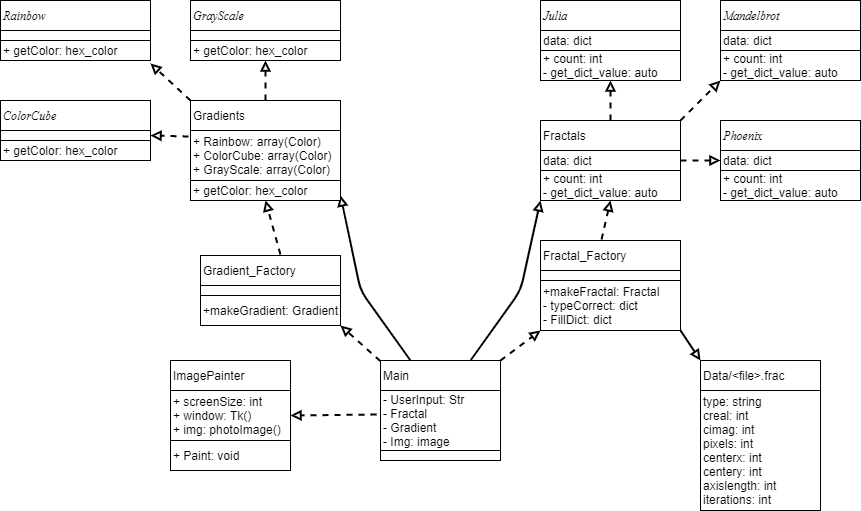 Rainbow
+ getColor: hex_color
GrayScale
+ getColor: hex_color
Julia
data: dict
+ count: int
- get_dict_value: auto
Mandelbrot
data: dict
+ count: int
- get_dict_value: auto
ColorCube
+ getColor: hex_color
Gradients
+ Rainbow: array(Color)
+ ColorCube: array(Color)
+ GrayScale: array(Color)
+ getColor: hex_color
Fractals
data: dict
+ count: int
- get_dict_value: auto
Phoenix
data: dict
+ count: int
- get_dict_value: auto
Gradient_Factory
+makeGradient: Gradient
Fractal_Factory
+makeFractal: Fractal
- typeCorrect: dict
- FillDict: dict
ImagePainter
+ screenSize: int
+ window: Tk()
+ img: photoImage()
+ Paint: void
Main
- UserInput: Str
- Fractal
- Gradient
- Img: image
Data/<file>.frac
type: string
creal: int
cimag: int
pixels: int
centerx: int
centery: int
axislength: int
iterations: int